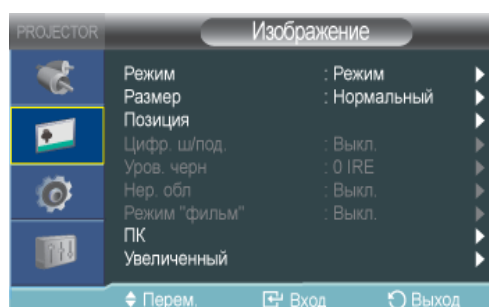 PROJECTOR Изображение
Режим : Режим
Размер : Нормальный
Позиция
Цифр. ш/под. : Выкл.
Уров. черн : 0 IRE
Нер. обл : Выкл.
Режим "фильм" : Выкл.
ПК
Увеличенный
Перем. Вход Выход